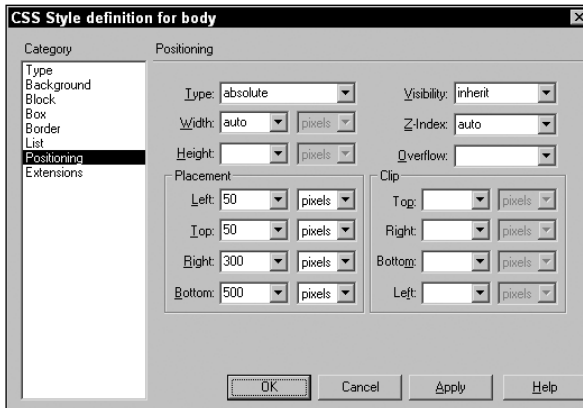 CSS Style definition for body
Category
Type
Background
Block
Box
Border
List
Positioning
Extensions
Positioning
Type: absolute
Visibility: inherit
Width: auto pixels
Z-Index: auto
Height: pixels
Overflow:
Placement
Left: 50 pixels
Top: 50 pixels
Right: 300 pixels
Bottom: 500 pixels
Clip
Top: pixels
Right: pixels
Bottom: pixels
Left: pixels
OK Cancel Apply Help